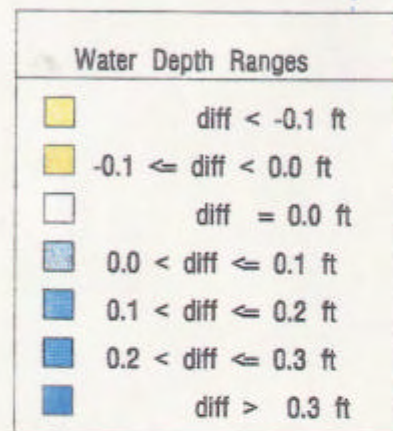 Water Depth Ranges
diff < -0.1 ft
-0.1 <= diff < 0.0 ft
diff = 0.0 ft
0.0 < diff <= 0.1 ft
0.1 < diff <= 0.2 ft
0.2 < diff <= 0.3 ft
diff > 0.3 ft